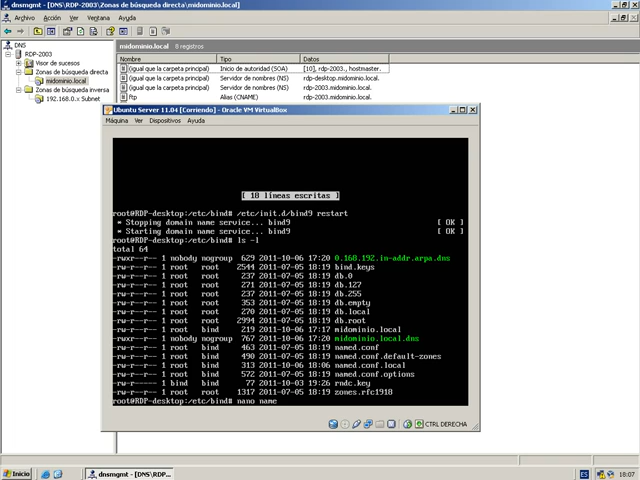 dnsmgmt - [DNS\RDP-2003\Zonas de búsqueda directa\midominio.local]
Archivo Acción Ver Ventana Ayuda
DNS
RDP-2003
Visor de sucesos
Zonas de búsqueda directa
midominio.local
Zonas de búsqueda inversa
192.168.0.x Subnet
midominio.local 8 registros
Nombre Tipo Datos
(igual que la carpeta principal) Inicio de autoridad (SOA) [10], rdp-2003., hostmaster.
(igual que la carpeta principal) Servidor de nombres (NS) rdp-desktop.midominio.local.
(igual que la carpeta principal) Servidor de nombres (NS) rdp-2003.midominio.local.
ftp Alias (CNAME) rdp-2003.midominio.local.
Ubuntu Server 11.04 [Corriendo] - Oracle VM VirtualBox
Máquina Ver Dispositivos Ayuda
[ 18 líneas escritas ]
root@RDP-desktop:/etc/bind# /etc/init.d/bind9 restart
* Stopping domain name service... bind9 [ OK ]
* Starting domain name service... bind9 [ OK ]
root@RDP-desktop:/etc/bind# ls -l
total 64
-rwxr--r-- 1 nobody nogroup 629 2011-10-06 17:20 0.168.192.in-addr.arpa.dns
-rw-r--r-- 1 root root 2544 2011-07-05 18:19 bind.keys
-rw-r--r-- 1 root root 237 2011-07-05 18:19 db.0
-rw-r--r-- 1 root root 271 2011-07-05 18:19 db.127
-rw-r--r-- 1 root root 237 2011-07-05 18:19 db.255
-rw-r--r-- 1 root root 353 2011-07-05 18:19 db.empty
-rw-r--r-- 1 root root 270 2011-07-05 18:19 db.local
-rw-r--r-- 1 root root 2994 2011-07-05 18:19 db.root
-rw-r--r-- 1 root bind 219 2011-10-06 17:17 midominio.local
-rwxr--r-- 1 nobody nogroup 767 2011-10-06 17:20 midominio.local.dns
-rw-r--r-- 1 root bind 463 2011-07-05 18:19 named.conf
-rw-r--r-- 1 root bind 490 2011-07-05 18:19 named.conf.default-zones
-rw-r--r-- 1 root bind 313 2011-10-06 18:06 named.conf.local
-rw-r--r-- 1 root bind 572 2011-07-05 18:19 named.conf.options
-rw-r----- 1 bind bind 77 2011-10-03 19:26 rndc.key
-rw-r--r-- 1 root root 1317 2011-07-05 18:19 zones.rfc1918
root@RDP-desktop:/etc/bind# nano name
CTRL DERECHA
Inicio dnsmgmt - [DNS\RDP... ES 18:07